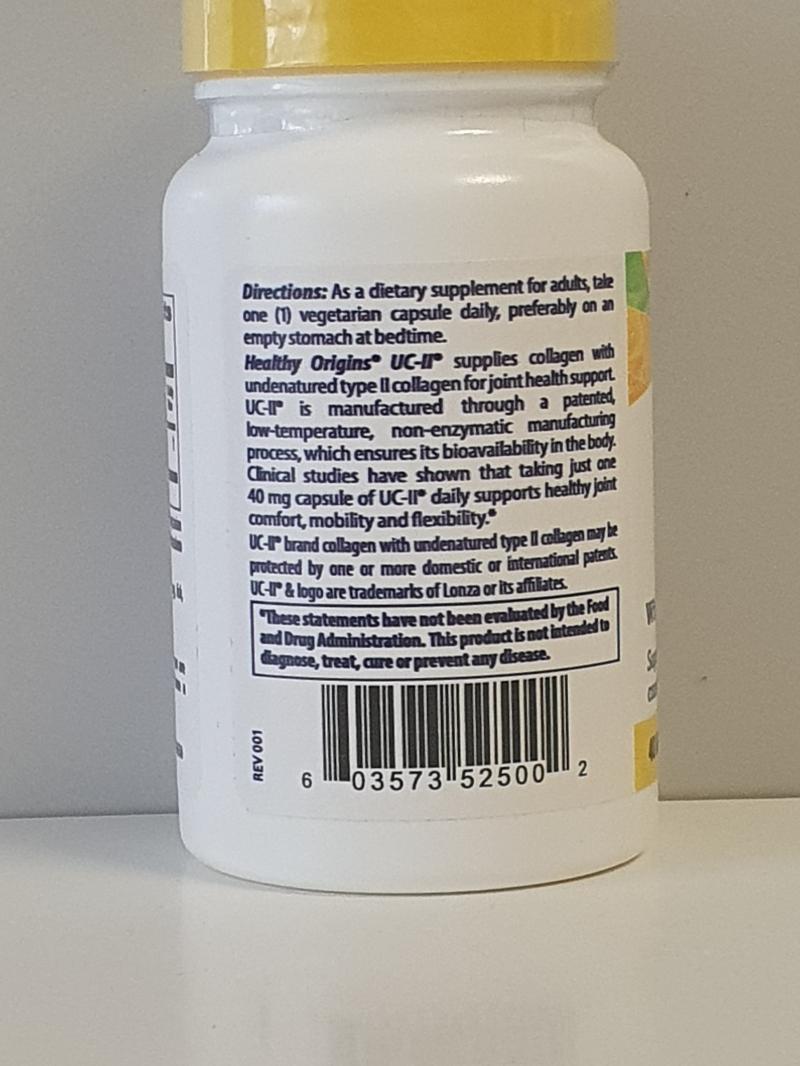 Directions: As a dietary supplement for adults, take
one (1) vegetarian capsule daily, preferably on an
empty stomach at bedtime.
Healthy Origins® UC-II® supplies collagen with
undenatured type II collagen for joint health support.
UC-II® is manufactured through a patented,
low-temperature, non-enzymatic manufacturing
process, which ensures its bioavailability in the body.
Clinical studies have shown that taking just one
40 mg capsule of UC-II® daily supports healthy joint
comfort, mobility and flexibility.*
UC-II® brand collagen with undenatured type II collagen may be
protected by one or more domestic or international patents.
UC-II® & logo are trademarks of Lonza or its affiliates.
*These statements have not been evaluated by the Food
and Drug Administration. This product is not intended to
diagnose, treat, cure or prevent any disease.
REV 001
6 03573 52500 2